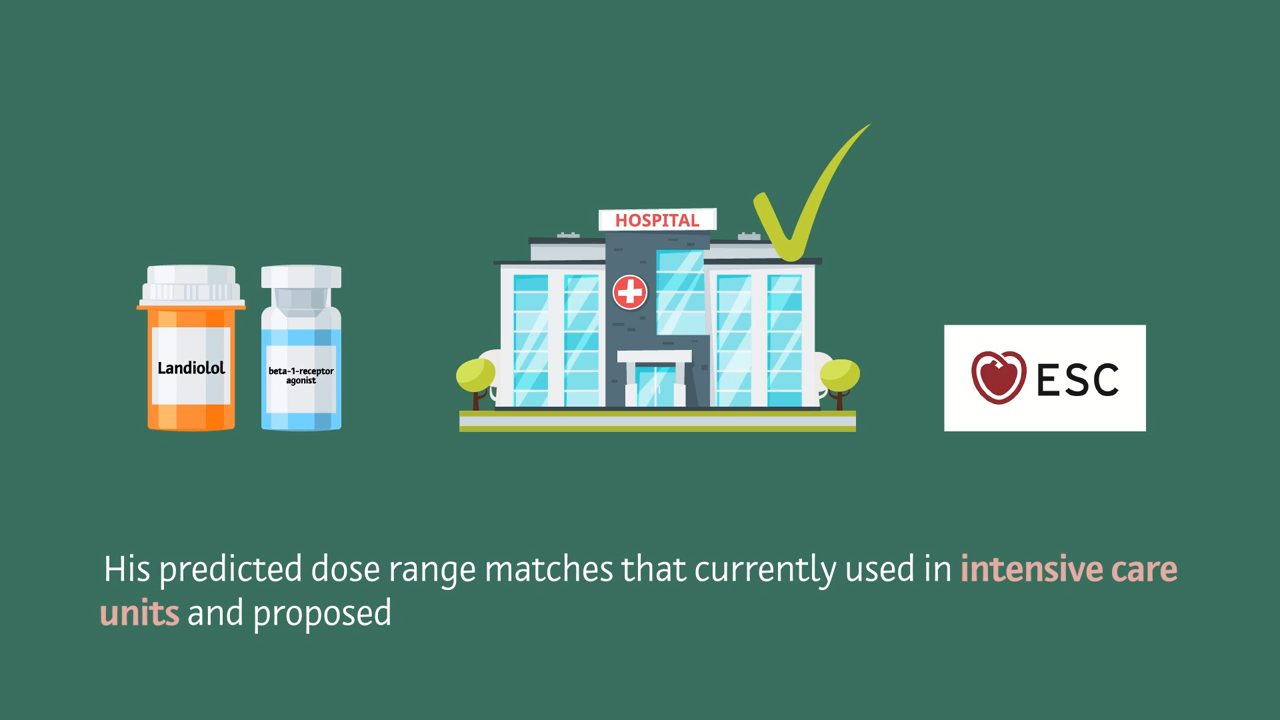 HOSPITAL
Landiolol
beta-1-receptor
agonist
ESC
His predicted dose range matches that currently used in intensive care
units and proposed